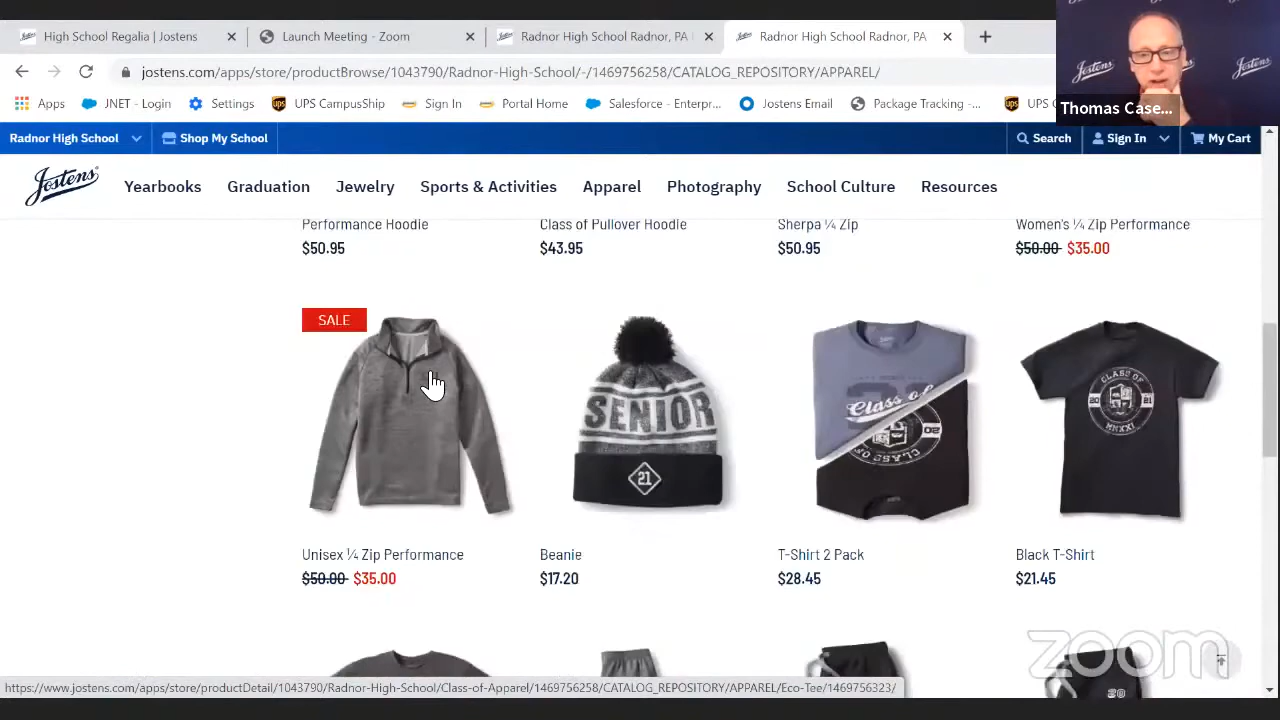 High School Regalia | Jostens
Launch Meeting - Zoom
Radnor High School Radnor, PA |
Radnor High School Radnor, PA
jostens.com/apps/store/productBrowse/1043790/Radnor-High-School/-/1469756258/CATALOG_REPOSITORY/APPAREL/
Apps
JNET - Login
Settings
UPS CampusShip
Sign In
Portal Home
Salesforce - Enterpr...
Jostens Email
Package Tracking -...
UPS
Jostens
Jostens
Thomas Case...
Radnor High School
Shop My School
Search
Sign In
My Cart
Jostens
Yearbooks
Graduation
Jewelry
Sports & Activities
Apparel
Photography
School Culture
Resources
Performance Hoodie
Class of Pullover Hoodie
Sherpa ¼ Zip
Women's ¼ Zip Performance
$50.95
$43.95
$50.95
$50.00 $35.00
SALE
SENIOR
21
Class of
20
CLASS OF
CLASS OF
20 21
MMXXI
Unisex ¼ Zip Performance
Beanie
T-Shirt 2 Pack
Black T-Shirt
$50.00 $35.00
$17.20
$28.45
$21.45
zoom
https://www.jostens.com/apps/store/productDetail/1043790/Radnor-High-School/Class-of-Apparel/1469756258/CATALOG_REPOSITORY/APPAREL/Eco-Tee/1469756323/